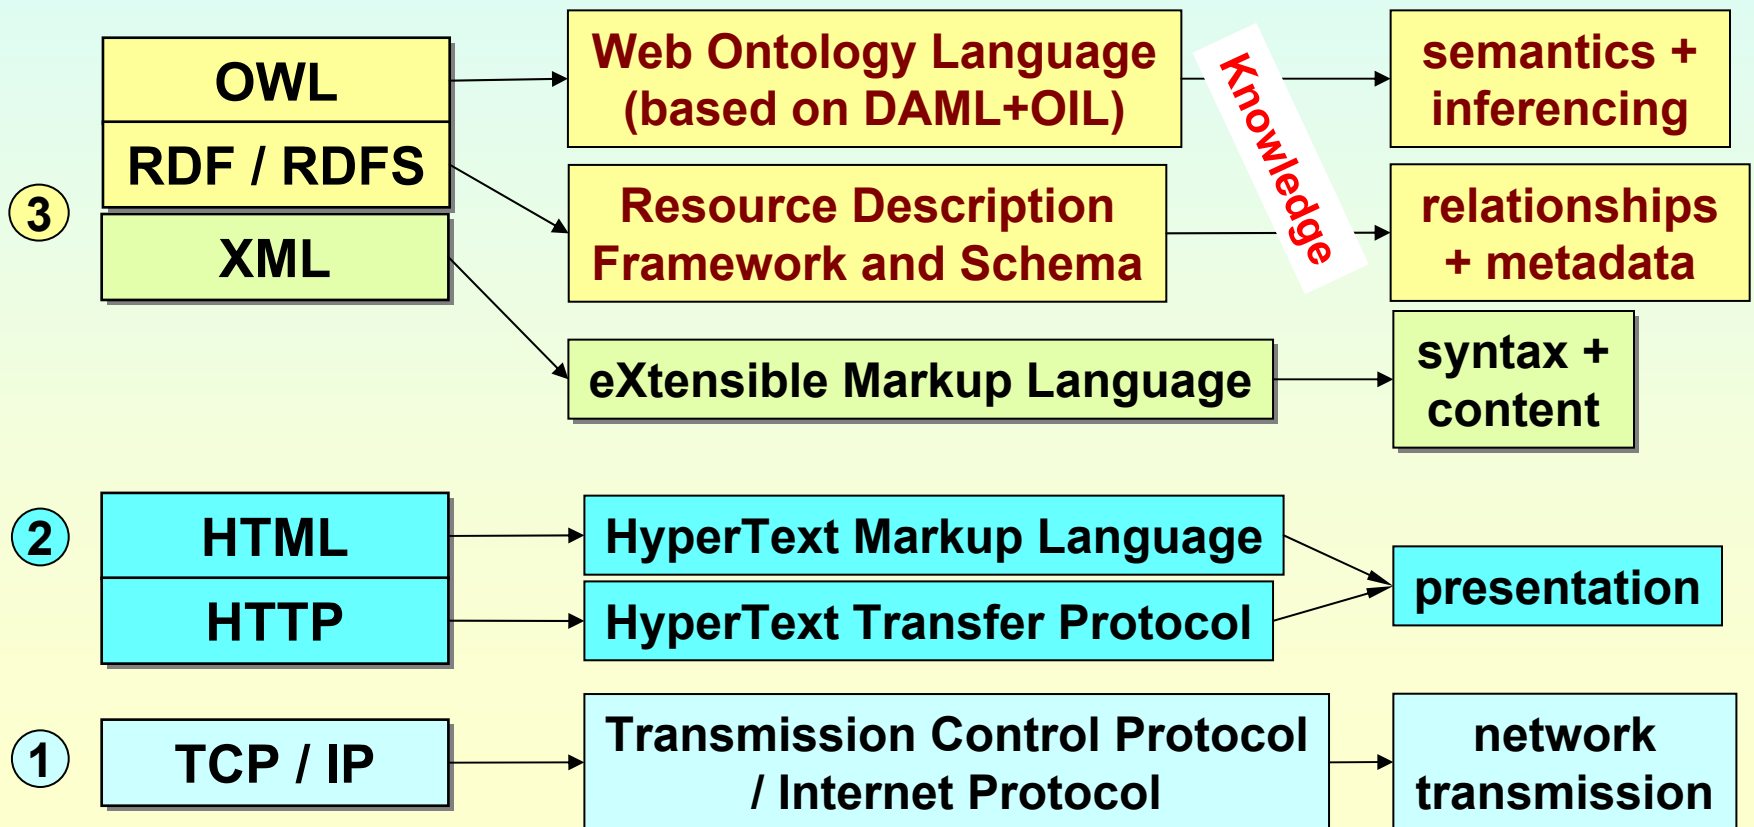 OWL
Web Ontology Language
(based on DAML+OIL)
semantics +
inferencing
Knowledge
3
RDF / RDFS
Resource Description
Framework and Schema
relationships
+ metadata
XML
eXtensible Markup Language
syntax +
content
2
HTML
HyperText Markup Language
presentation
HTTP
HyperText Transfer Protocol
1
TCP / IP
Transmission Control Protocol
/ Internet Protocol
network
transmission